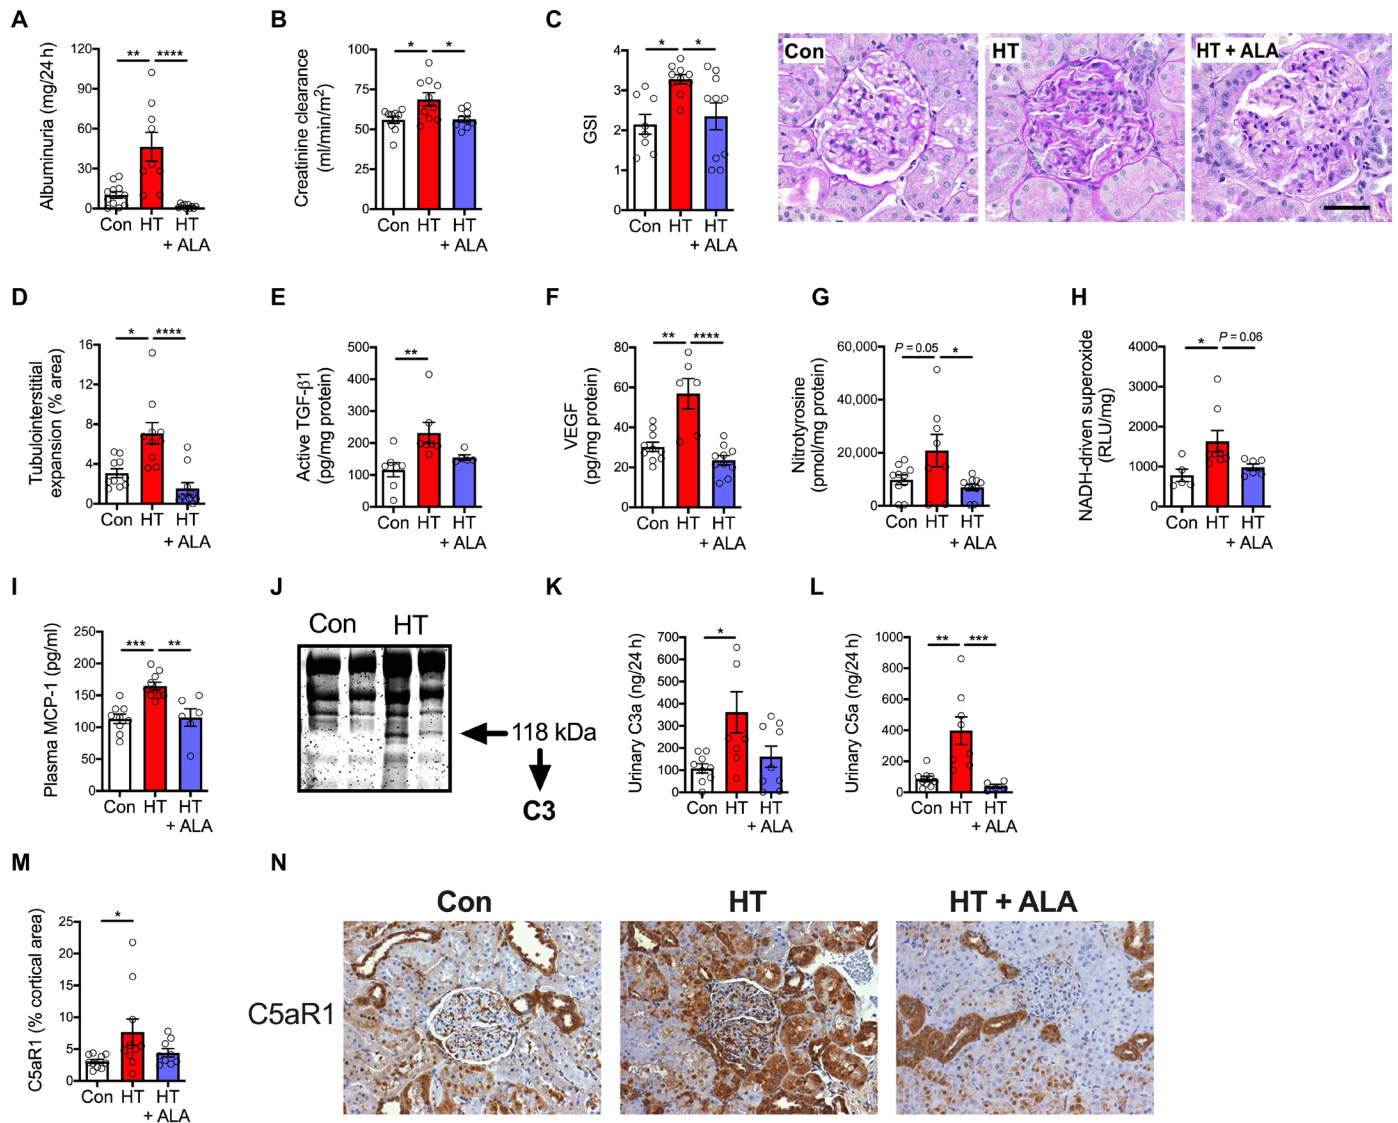 A
Albuminuria (mg/24 h)
120
90
60
30
0
** ****
Con HT HT
+ ALA
B
Creatinine clearance
(ml/min/m²)
100
75
50
25
0
* *
Con HT HT
+ ALA
C
GSI
4
3
2
1
0
* *
Con HT HT
+ ALA
Con
HT
HT + ALA
D
Tubulointerstitial
expansion (% area)
16
12
8
4
0
* ****
Con HT HT
+ ALA
E
Active TGF-β1
(pg/mg protein)
500
400
300
200
100
0
**
Con HT HT
+ ALA
F
VEGF
(pg/mg protein)
80
60
40
20
0
** ****
Con HT HT
+ ALA
G
Nitrotyrosine
(pmol/mg protein)
60,000
40,000
20,000
0
P = 0.05 *
Con HT HT
+ ALA
H
NADH-driven superoxide
(RLU/mg)
4000
3000
2000
1000
0
* P = 0.06
Con HT HT
+ ALA
I
Plasma MCP-1 (pg/ml)
250
200
150
100
50
0
*** **
Con HT HT
+ ALA
J
Con HT
118 kDa
C3
K
Urinary C3a (ng/24 h)
700
600
500
400
300
200
100
0
*
Con HT HT
+ ALA
L
Urinary C5a (ng/24 h)
1000
800
600
400
200
0
** ***
Con HT HT
+ ALA
M
C5aR1 (% cortical area)
25
20
15
10
5
0
*
Con HT HT
+ ALA
N
Con HT HT + ALA
C5aR1